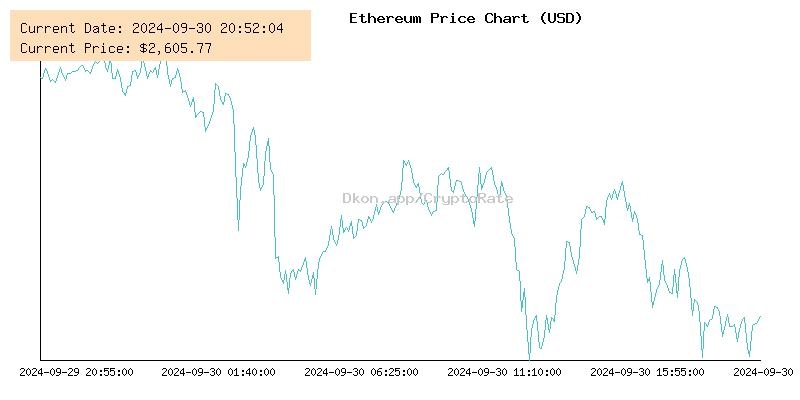 Ethereum Price Chart (USD)
Current Date: 2024-09-30 20:52:04
Current Price: $2,605.77
Dkon.app/CryptoRate
2024-09-29 20:55:00
2024-09-30 01:40:00
2024-09-30 06:25:00
2024-09-30 11:10:00
2024-09-30 15:55:00
2024-09-30